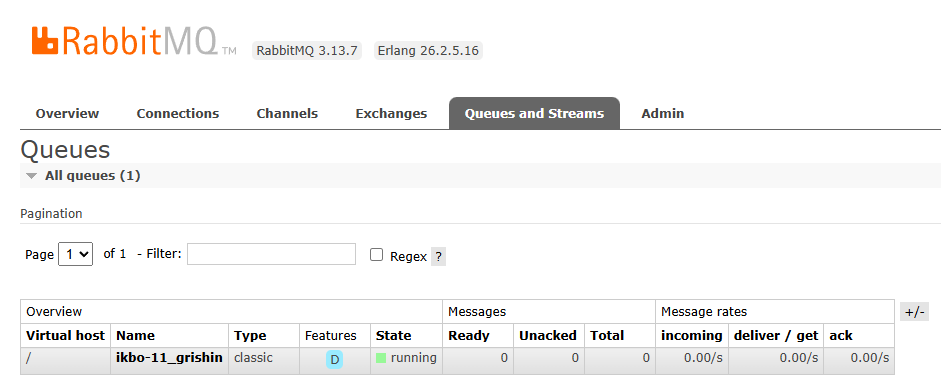 RabbitMQ TM RabbitMQ 3.13.7 Erlang 26.2.5.16
Overview Connections Channels Exchanges Queues and Streams Admin
Queues
All queues (1)
Pagination
Page 1 of 1 - Filter: Regex ?
Overview Messages Message rates +/-
Virtual host Name Type Features State Ready Unacked Total incoming deliver / get ack
/ ikbo-11_grishin classic D running 0 0 0 0.00/s 0.00/s 0.00/s